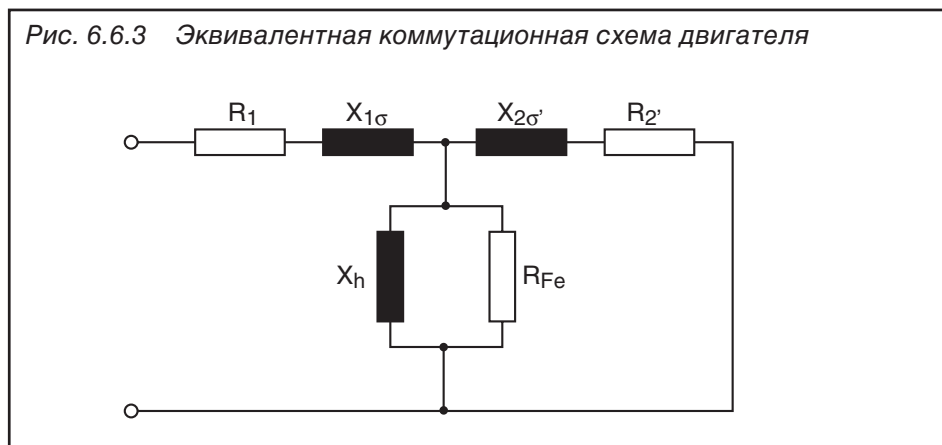 Рис. 6.6.3 Эквивалентная коммутационная схема двигателя
R1 X1σ X2σ' R2'
Xh RFe